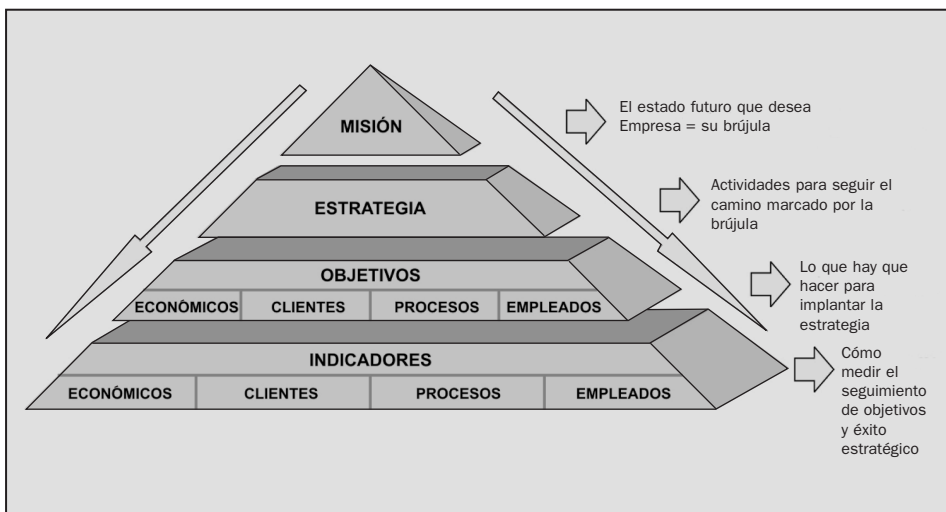 MISIÓN
El estado futuro que desea
Empresa = su brújula
ESTRATEGIA
Actividades para seguir el
camino marcado por la
brújula
OBJETIVOS
ECONÓMICOS CLIENTES PROCESOS EMPLEADOS
Lo que hay que
hacer para
implantar la
estrategia
INDICADORES
ECONÓMICOS CLIENTES PROCESOS EMPLEADOS
Cómo
medir el
seguimiento
de objetivos
y éxito
estratégico